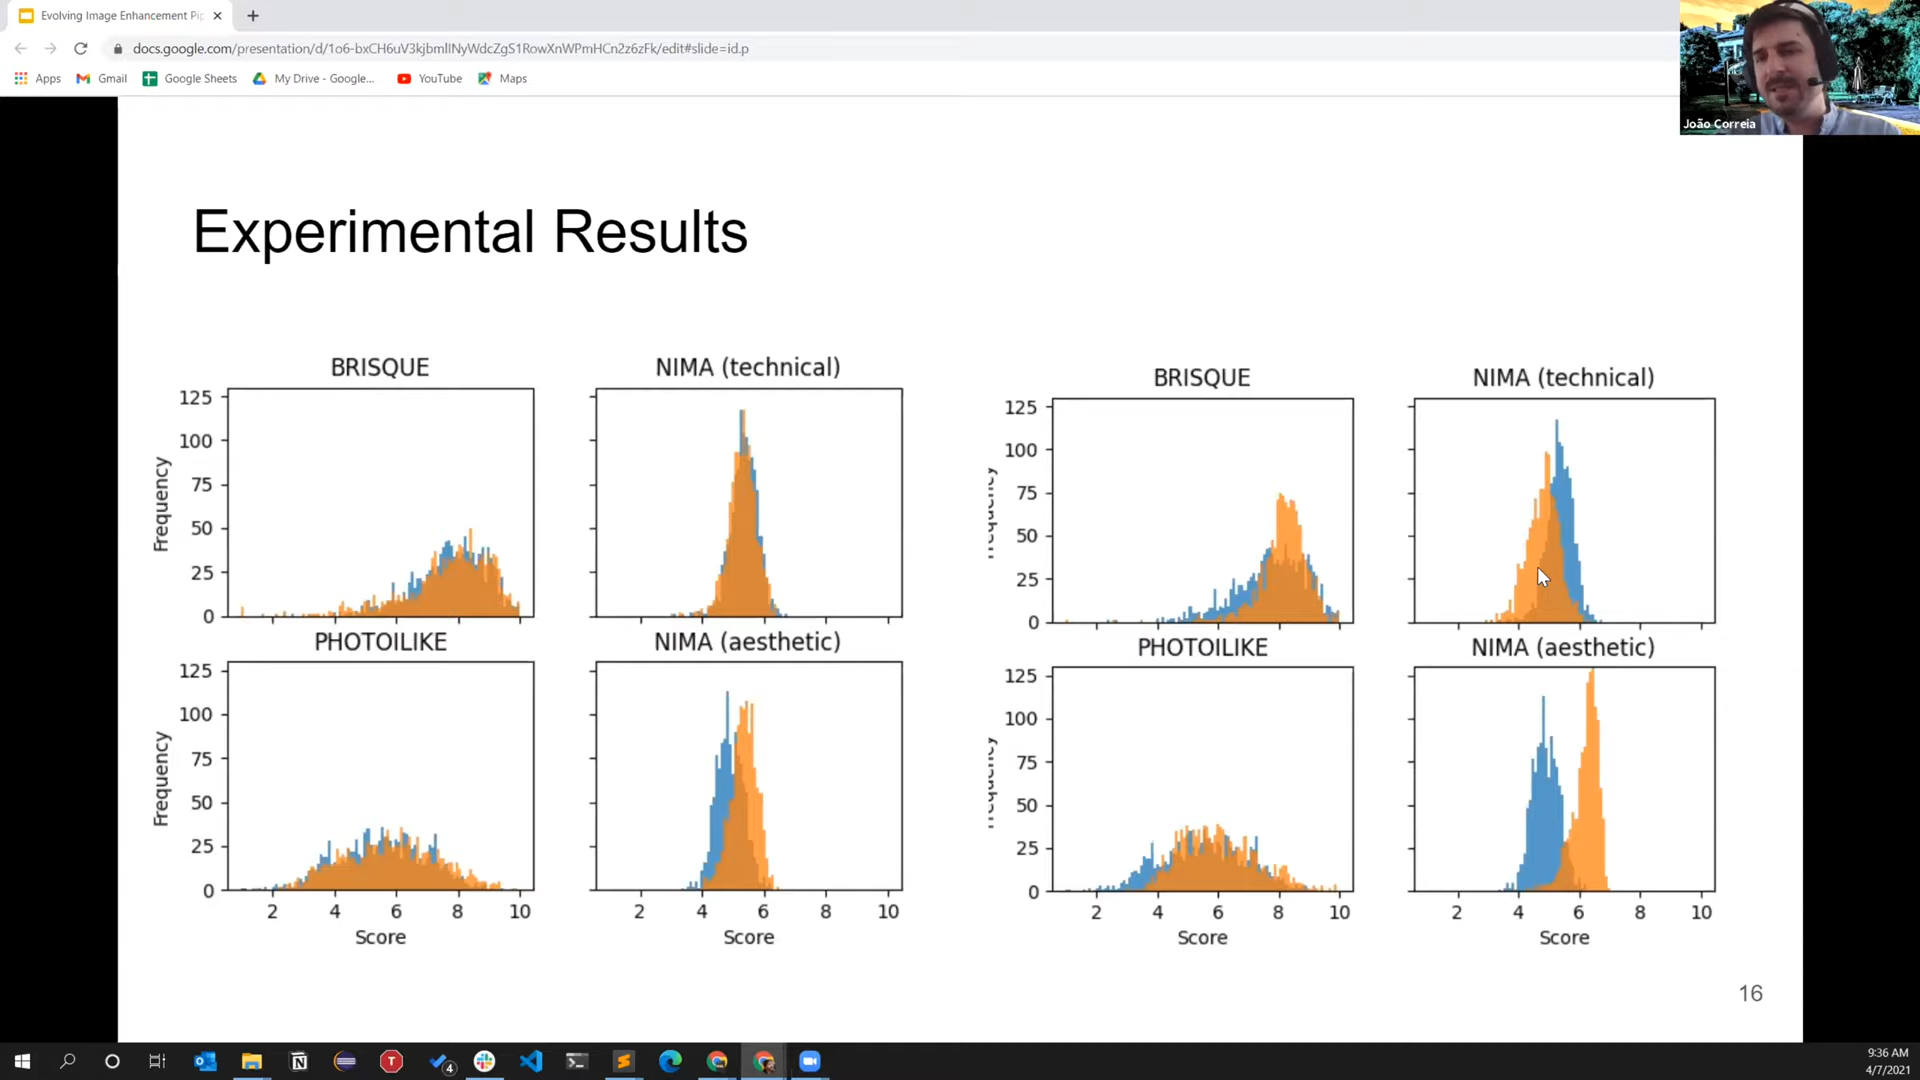 Evolving Image Enhancement Pip
docs.google.com/presentation/d/1o6-bxCH6uV3kjbmlINyWdcZgS1RowXnWPmHCn2z6zFk/edit#slide=id.p
Apps Gmail Google Sheets My Drive - Google... YouTube Maps
João Correia
Experimental Results
BRISQUE
NIMA (technical)
125
100
75
50
25
0
Frequency
PHOTOILIKE
NIMA (aesthetic)
125
100
75
50
25
0
Frequency
2 4 6 8 10
2 4 6 8 10
Score
Score
BRISQUE
NIMA (technical)
125
100
75
50
25
0
Frequency
PHOTOILIKE
NIMA (aesthetic)
125
100
75
50
25
0
Frequency
2 4 6 8 10
2 4 6 8 10
Score
Score
16
4
9:36 AM
4/7/2021